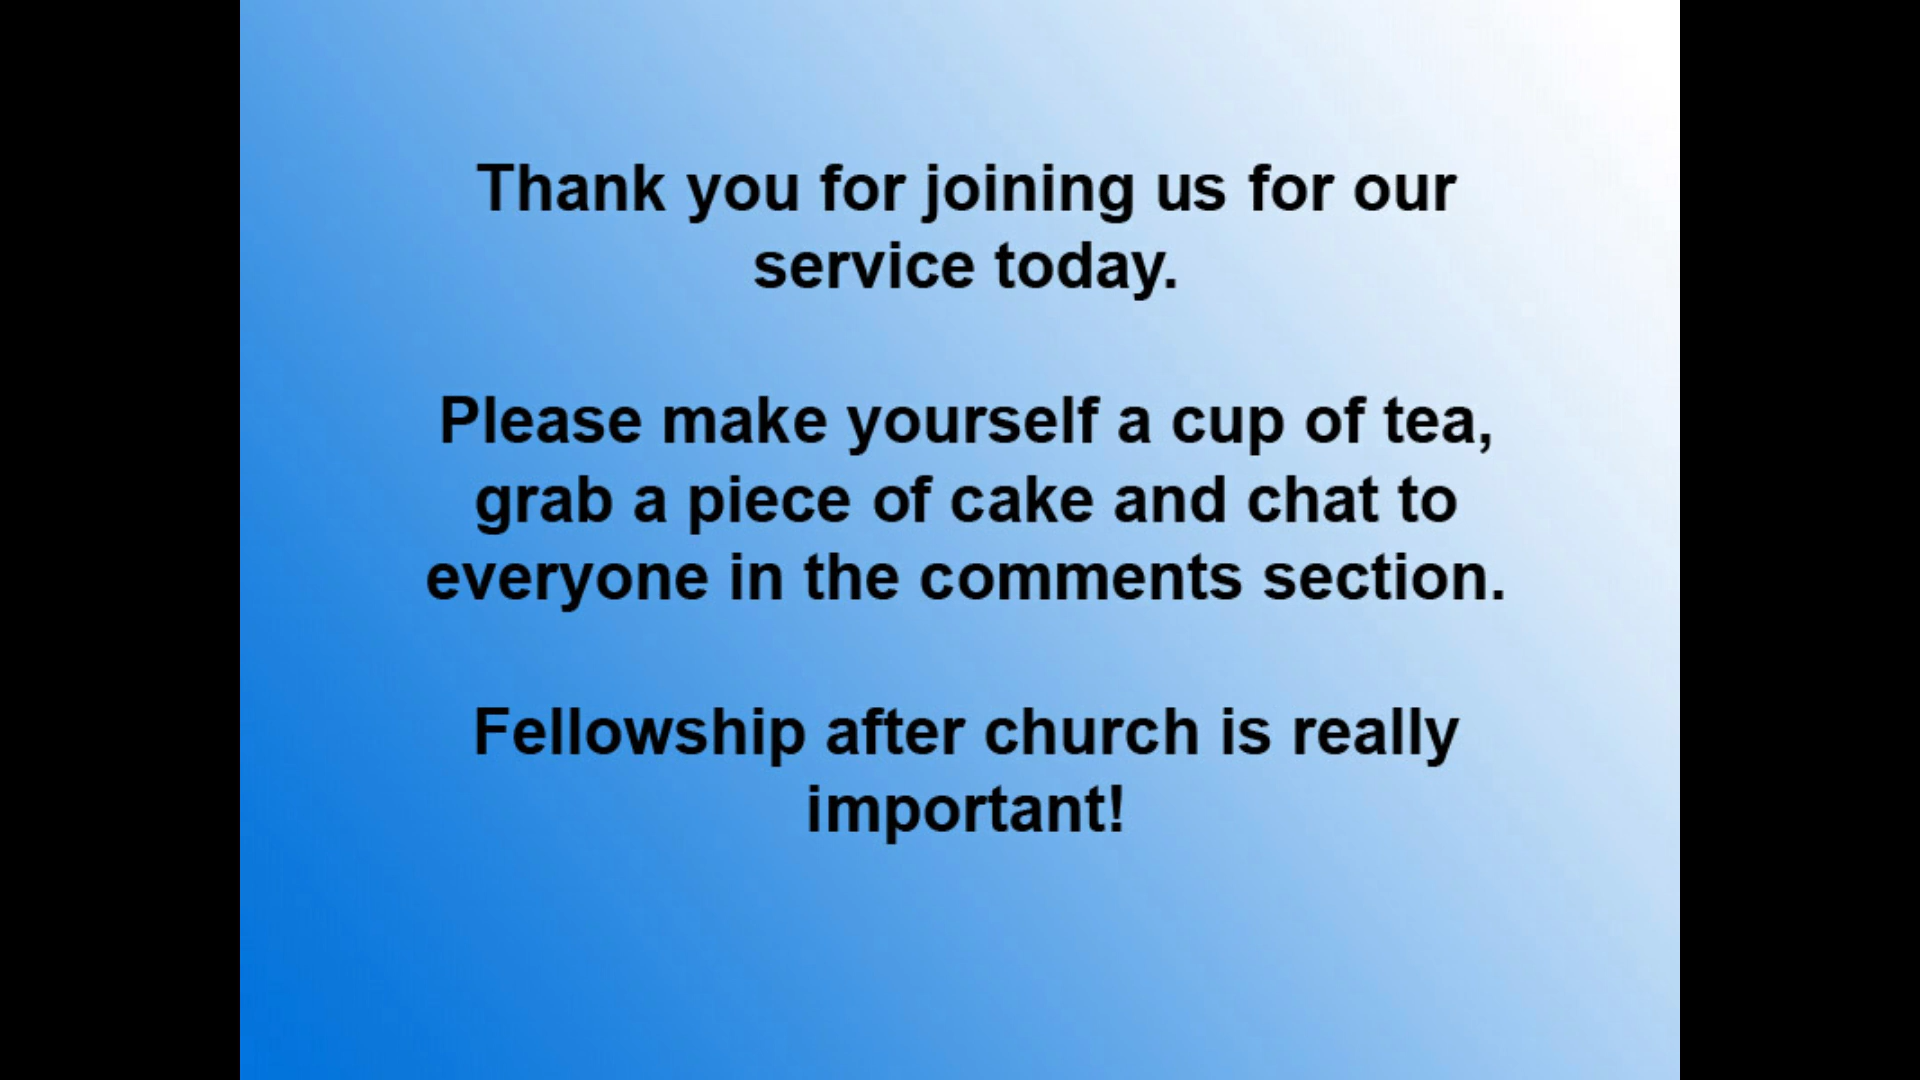 Thank you for joining us for our
service today.
Please make yourself a cup of tea,
grab a piece of cake and chat to
everyone in the comments section.
Fellowship after church is really
important!